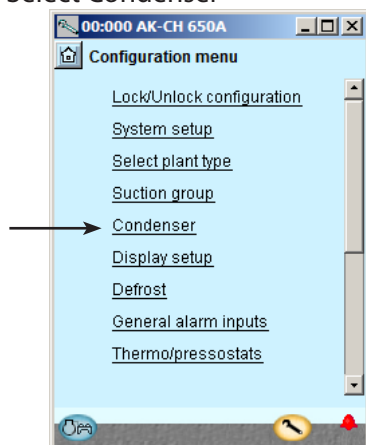 Select Condenser
00:000 AK-CH 650A
Configuration menu
Lock/Unlock configuration
System setup
Select plant type
Suction group
Condenser
Display setup
Defrost
General alarm inputs
Thermo/pressostats